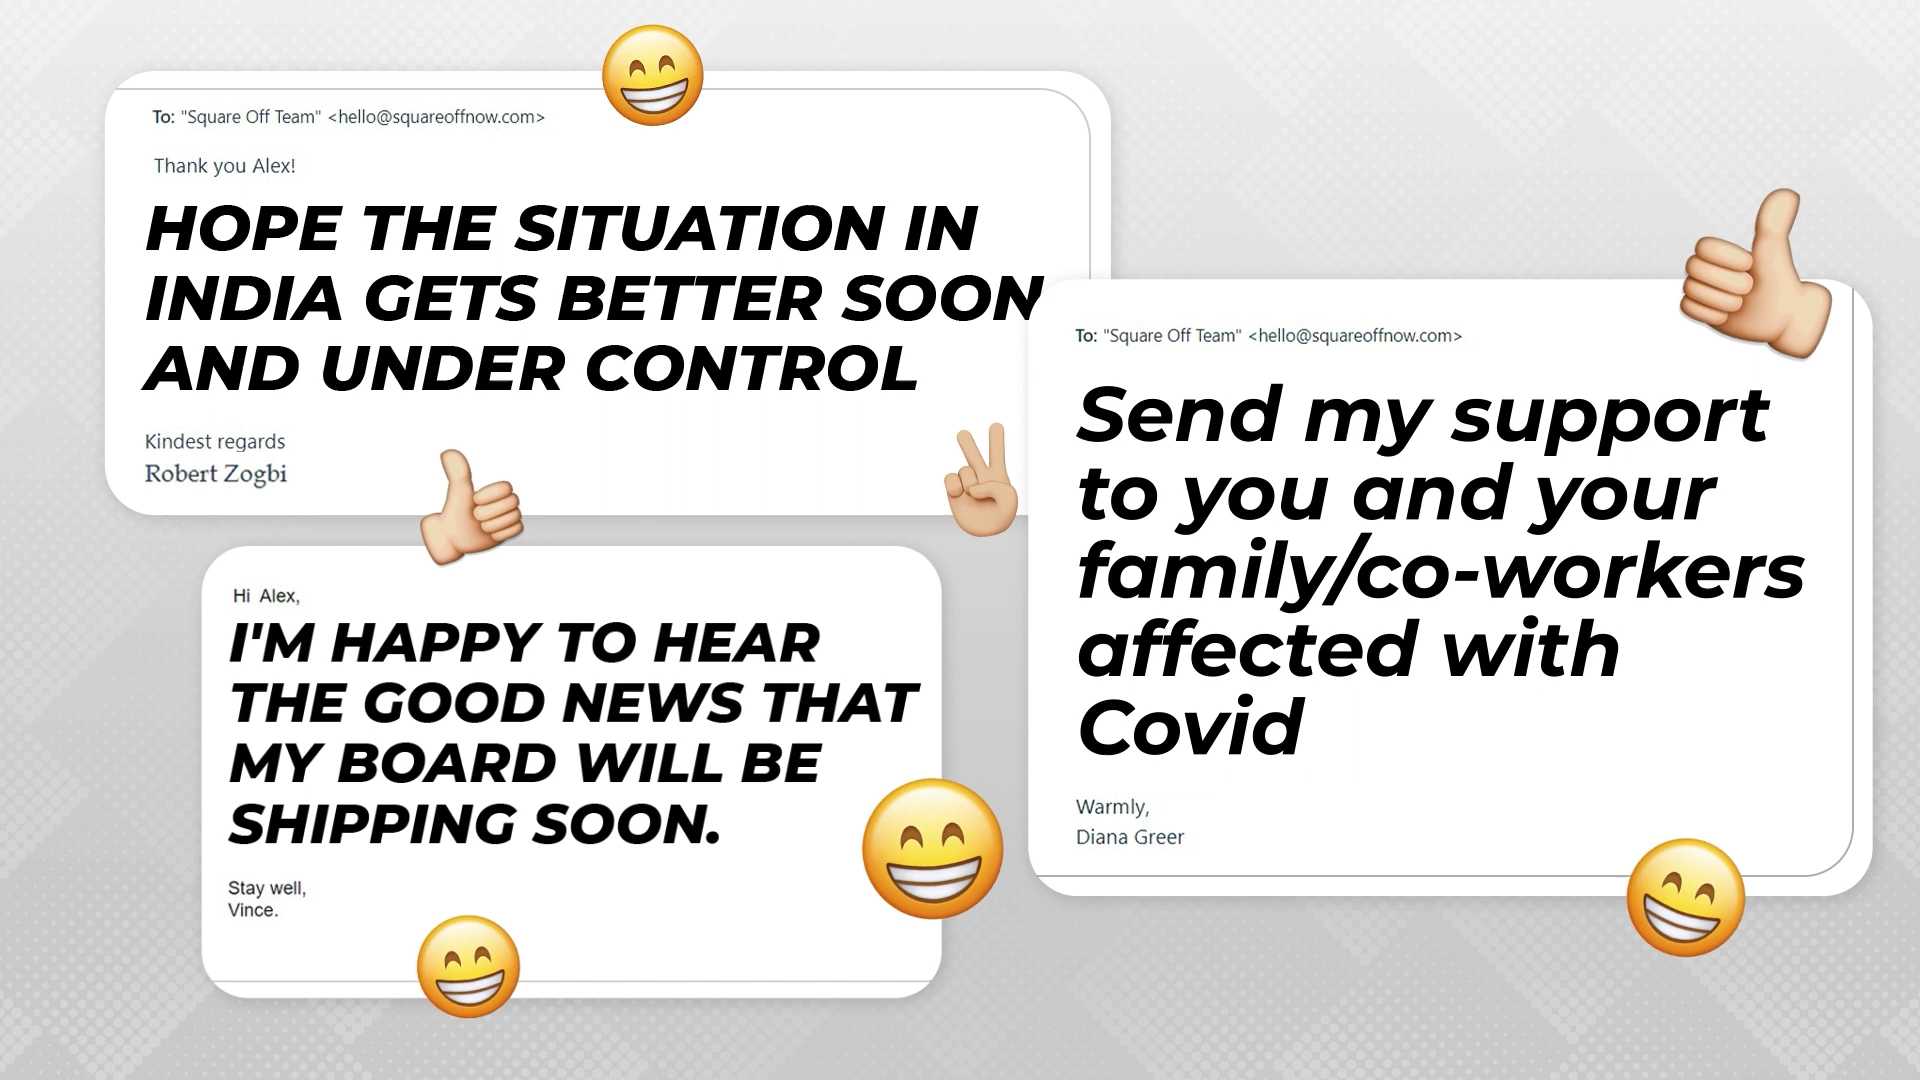 To: "Square Off Team" <hello@squareoffnow.com>
Thank you Alex!
HOPE THE SITUATION IN
INDIA GETS BETTER SOON
AND UNDER CONTROL
Kindest regards
Robert Zogbi
Hi Alex,
I'M HAPPY TO HEAR
THE GOOD NEWS THAT
MY BOARD WILL BE
SHIPPING SOON.
Stay well,
Vince.
To: "Square Off Team" <hello@squareoffnow.com>
Send my support
to you and your
family/co-workers
affected with
Covid
Warmly,
Diana Greer